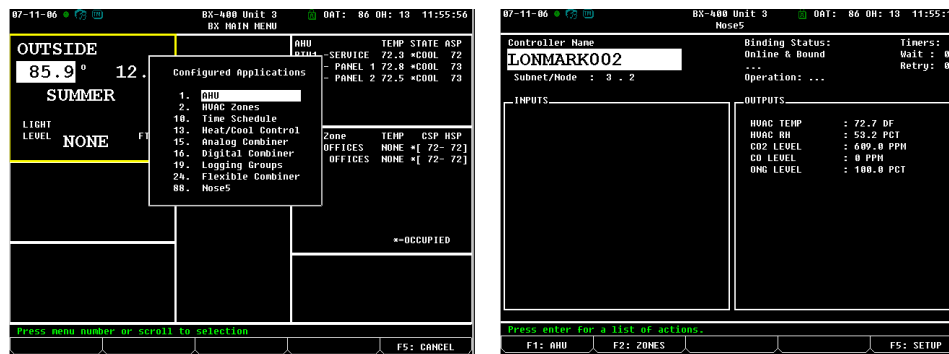 07-11-06 BX-400 Unit 3 OAT: 86 OH: 13 11:55:56
BX MAIN MENU
OUTSIDE
85.9° 12.
SUMMER
LIGHT
LEVEL NONE FT
AHU TEMP STATE ASP
-SERVICE 72.3 *COOL 72
- PANEL 1 72.8 *COOL 73
- PANEL 2 72.5 *COOL 73
Configured Applications
1. AHU
2. HVAC Zones
10. Time Schedule
13. Heat/Cool Control
15. Analog Combiner
16. Digital Combiner
19. Logging Groups
24. Flexible Combiner
88. Nose5
Zone TEMP CSP HSP
OFFICES NONE *[ 72- 72]
OFFICES NONE *[ 72- 72]
*=OCCUPIED
Press menu number or scroll to selection
F5: CANCEL
07-11-06 BX-400 Unit 3 OAT: 86 OH: 13 11:55:
Nose5
Controller Name
LONMARK002
Subnet/Node : 3 . 2
Binding Status:
Online & Bound
...
Operation: ...
Timers:
Wait :
Retry:
INPUTS
OUTPUTS
HVAC TEMP : 72.7 DF
HVAC RH : 53.2 PCT
CO2 LEVEL : 609.0 PPM
CO LEVEL : 0 PPM
ONG LEVEL : 100.0 PCT
Press enter for a list of actions.
F1: AHU F2: ZONES F5: SETUP